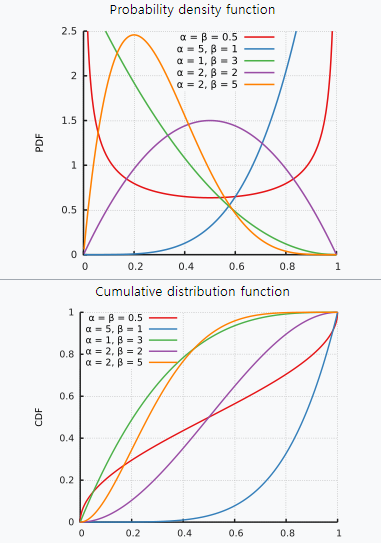 Probability density function
2.5
α = β = 0.5
α = 5, β = 1
α = 1, β = 3
2
α = 2, β = 2
α = 2, β = 5
1.5
PDF
1
0.5
0
0 0.2 0.4 0.6 0.8 1
Cumulative distribution function
1
α = β = 0.5
α = 5, β = 1
α = 1, β = 3
0.8
α = 2, β = 2
α = 2, β = 5
0.6
CDF
0.4
0.2
0
0 0.2 0.4 0.6 0.8 1